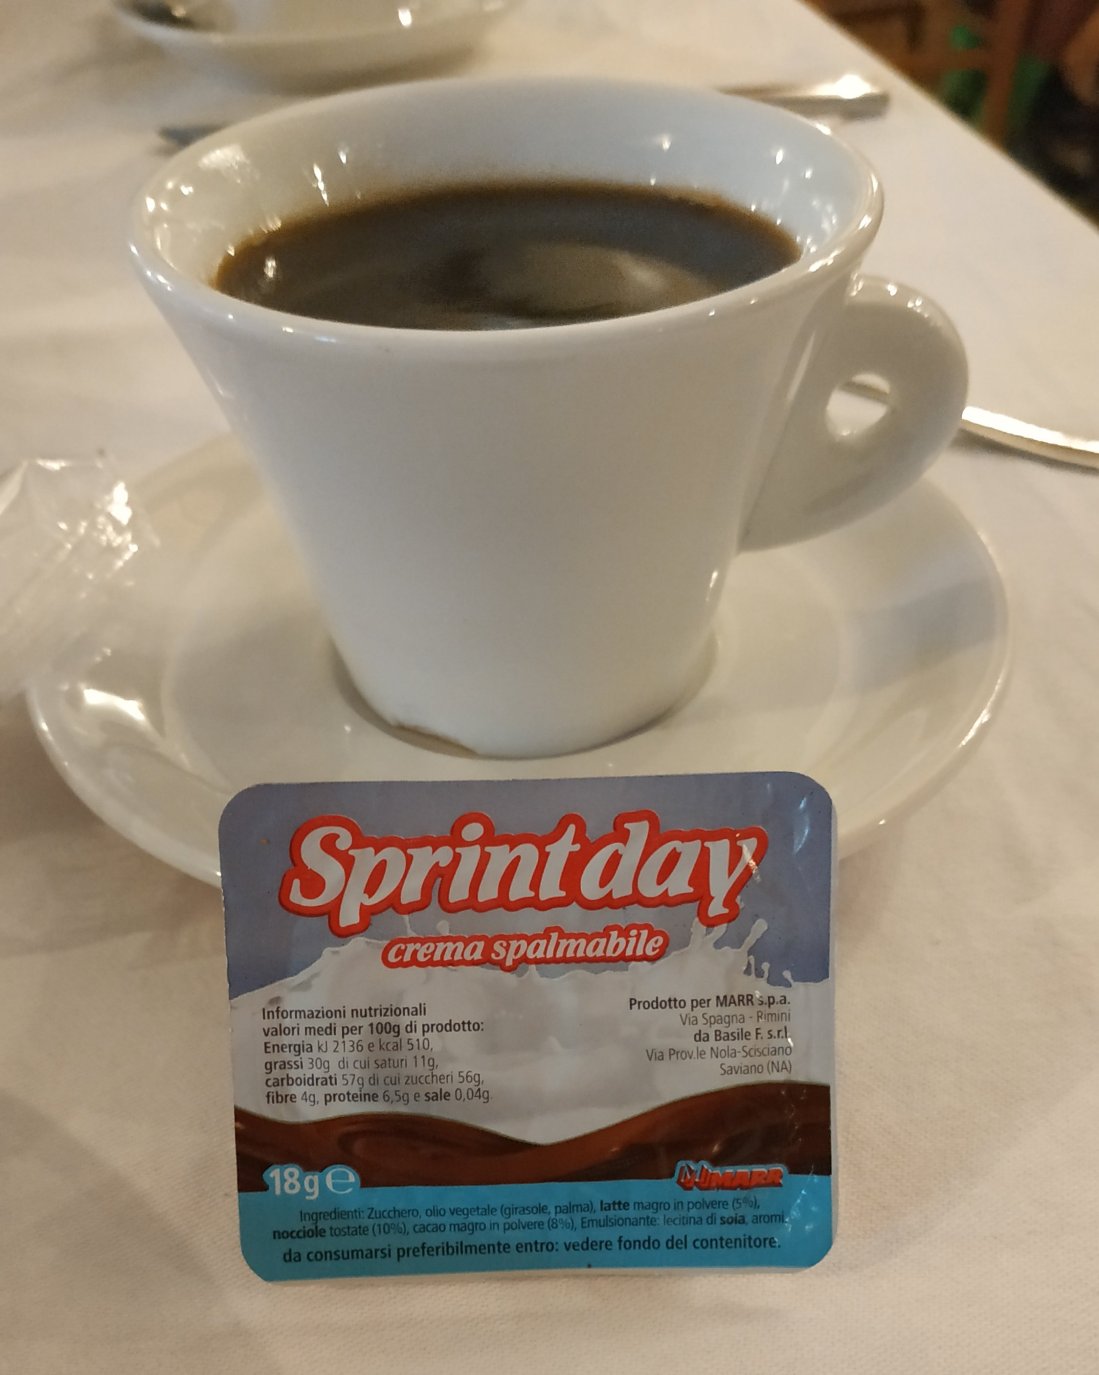 Sprintday
crema spalmabile
Informazioni nutrizionali
valori medi per 100g di prodotto:
Energia kJ 2136 e kcal 510,
grassi 30g di cui saturi 11g,
carboidrati 57g di cui zuccheri 56g,
fibre 4g, proteine 6,5g e sale 0,04g.
Prodotto per MARR s.p.a.
Via Spagna - Rimini
da Basile F. s.r.l.
Via Prov.le Nola-Scisciano
Saviano (NA)
18g e
MARR
Ingredienti: Zucchero, olio vegetale (girasole, palma), latte magro in polvere (5%),
nocciole tostate (10%), cacao magro in polvere (8%), Emulsionante: lecitina di soia, aromi.
da consumarsi preferibilmente entro: vedere fondo del contenitore.